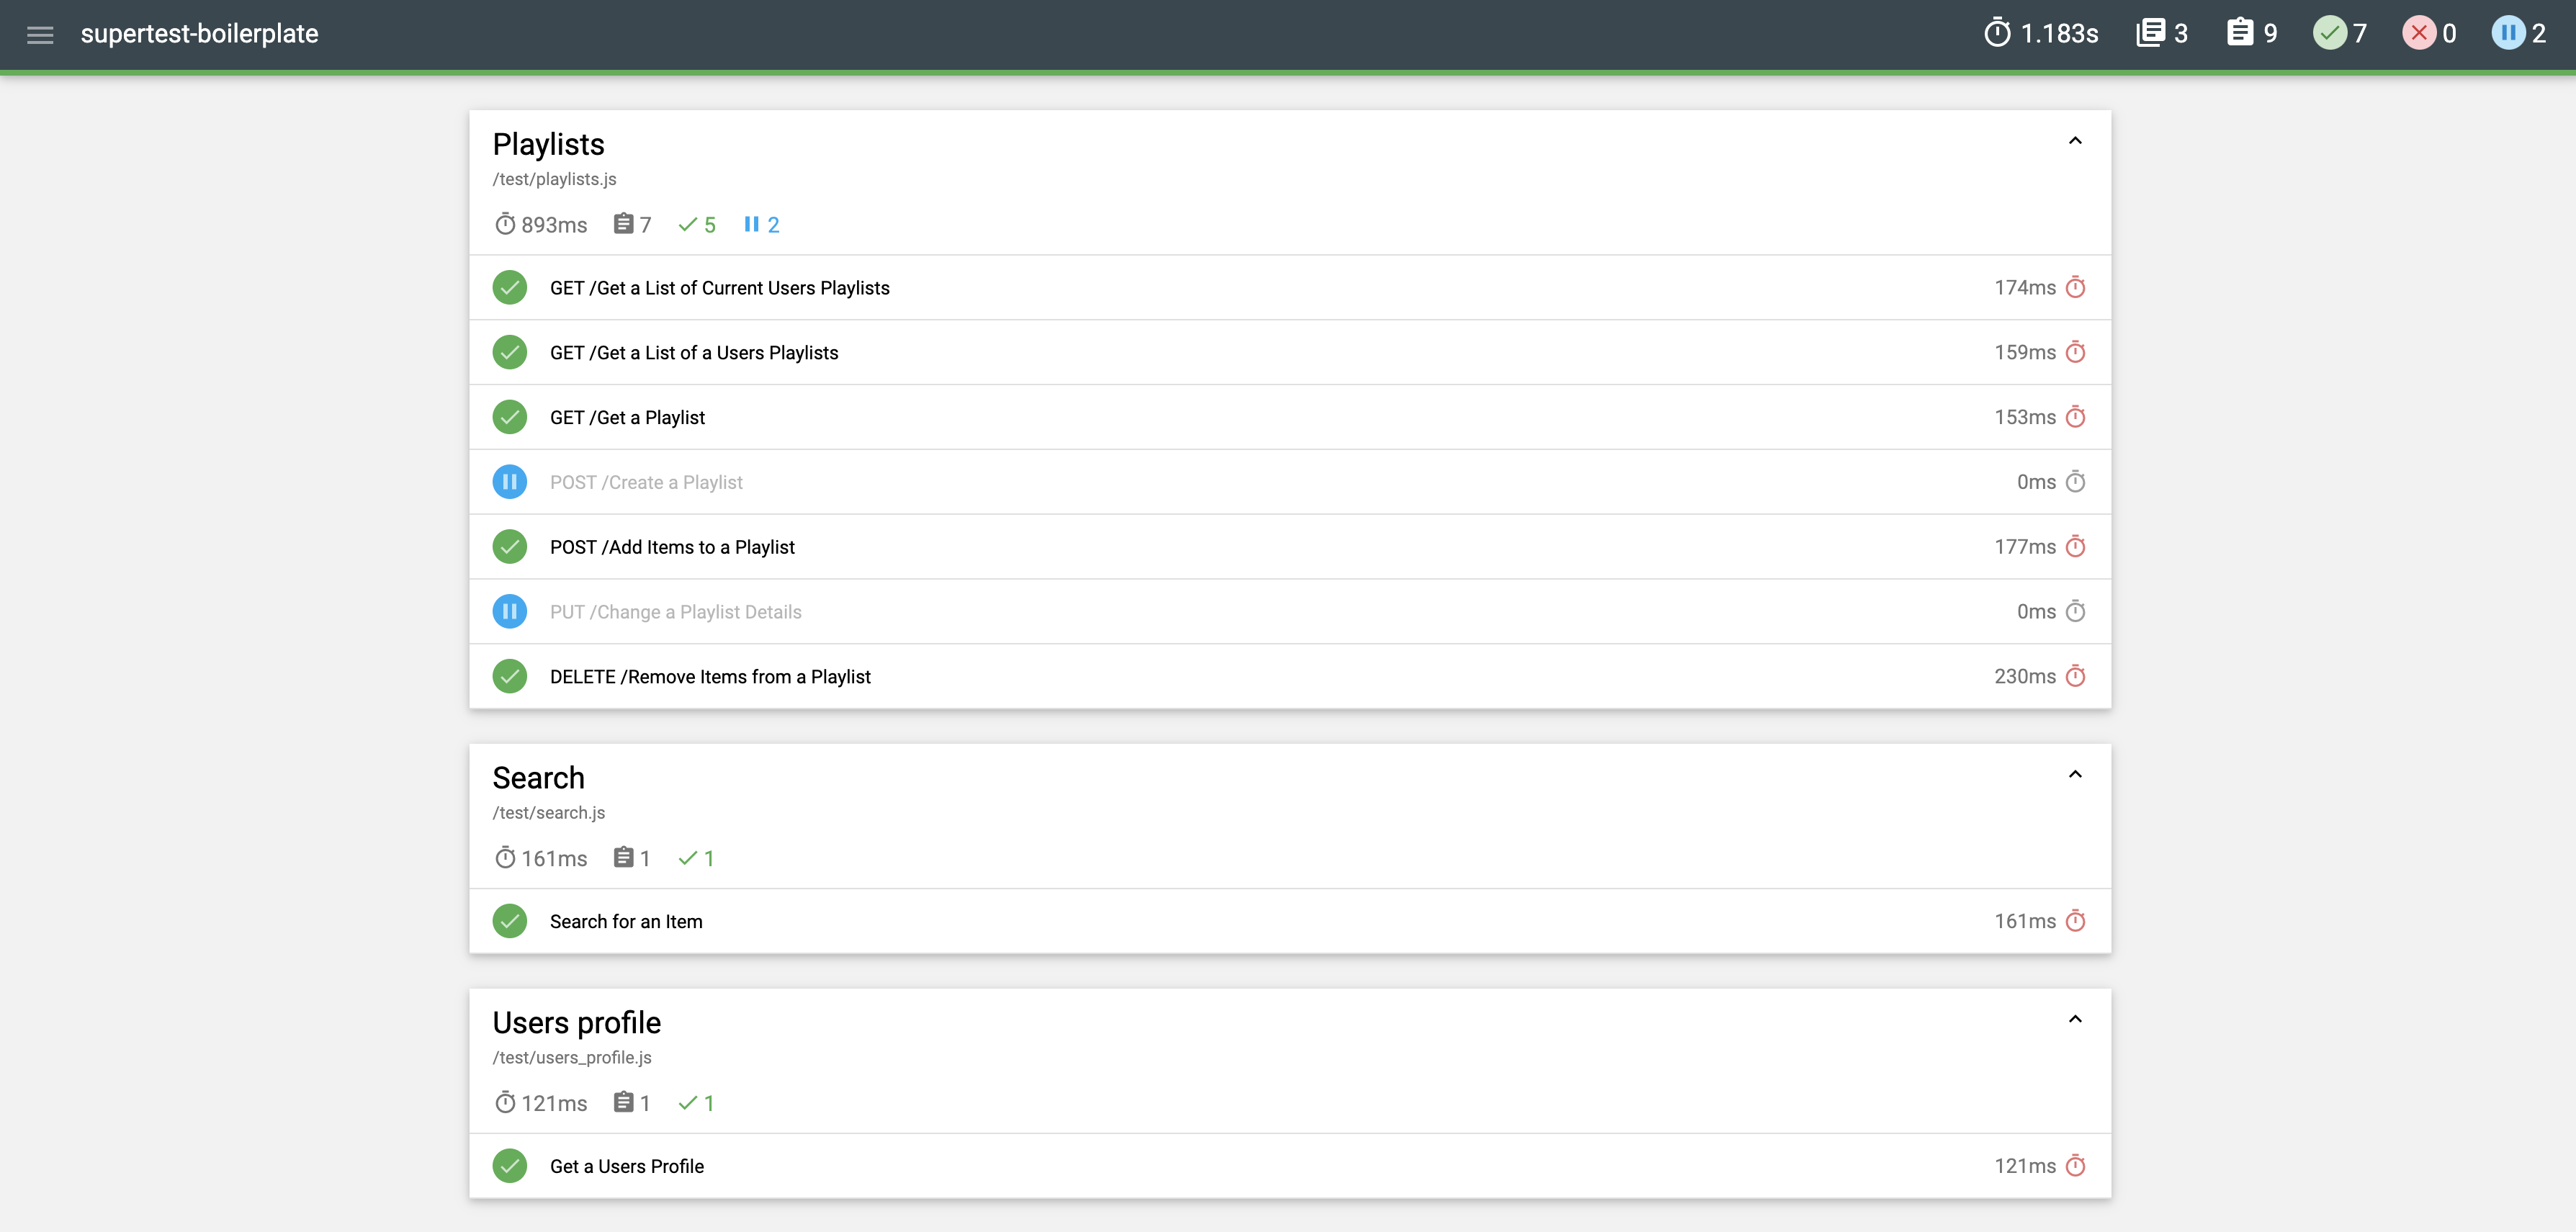 supertest-boilerplate
1.183s 3 9 7 0 2
Playlists
/test/playlists.js
893ms 7 5 2
GET /Get a List of Current Users Playlists 174ms
GET /Get a List of a Users Playlists 159ms
GET /Get a Playlist 153ms
POST /Create a Playlist 0ms
POST /Add Items to a Playlist 177ms
PUT /Change a Playlist Details 0ms
DELETE /Remove Items from a Playlist 230ms
Search
/test/search.js
161ms 1 1
Search for an Item 161ms
Users profile
/test/users_profile.js
121ms 1 1
Get a Users Profile 121ms